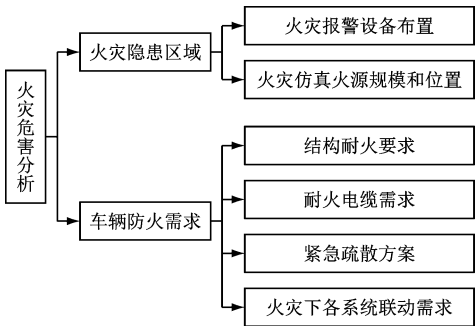 火灾危害分析
火灾隐患区域
火灾报警设备布置
火灾仿真火源规模和位置
车辆防火需求
结构耐火要求
耐火电缆需求
紧急疏散方案
火灾下各系统联动需求